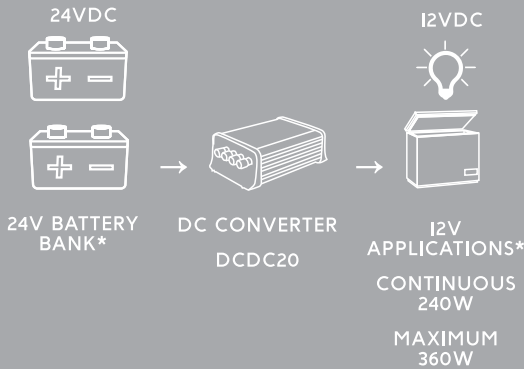 24VDC
12VDC
24V BATTERY
BANK*
DC CONVERTER
DCDC20
12V
APPLICATIONS*
CONTINUOUS
240W
MAXIMUM
360W